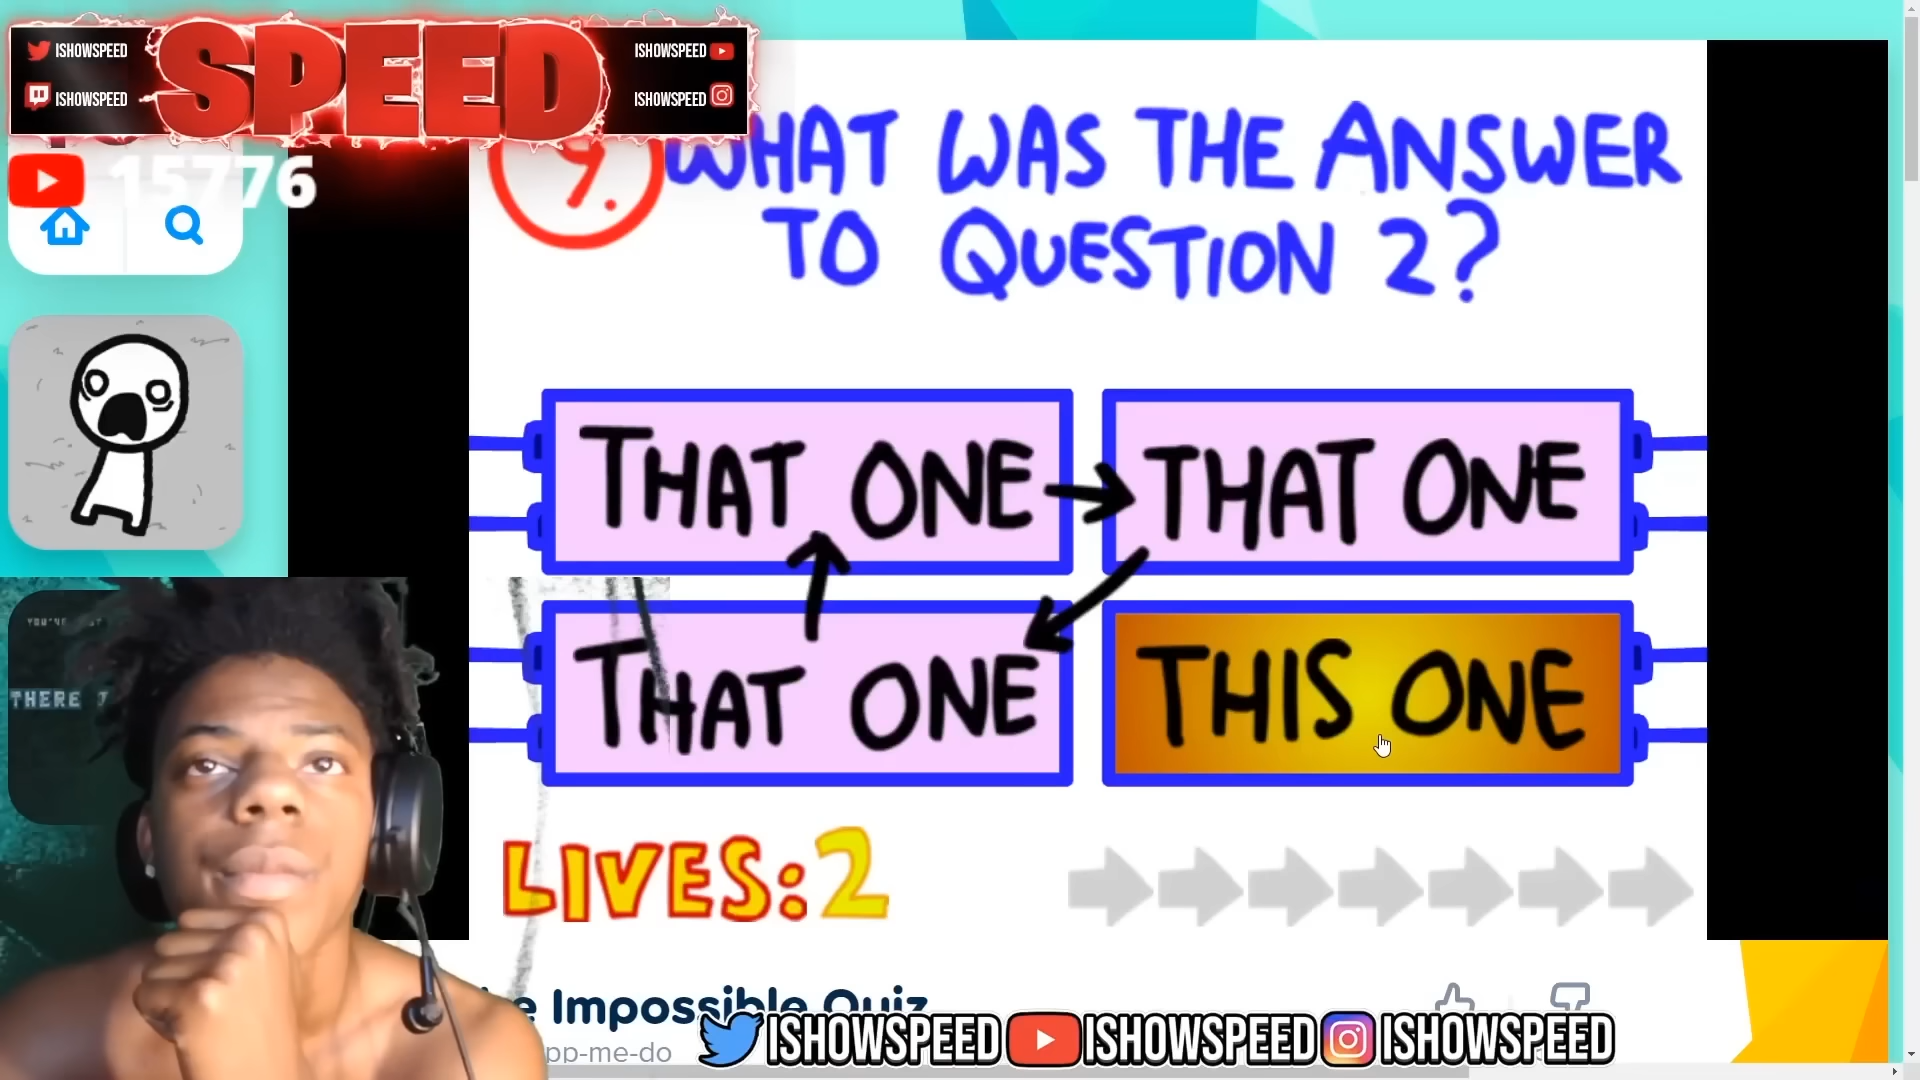 ISHOWSPEED
SPEED
ISHOWSPEED
ISHOWSPEED
ISHOWSPEED
15776
9. WHAT WAS THE ANSWER
TO QUESTION 2?
THAT ONE
THAT ONE
THAT ONE
THIS ONE
THERE
LIVES:2
e Impossible Quiz
pp-me-do
ISHOWSPEED
ISHOWSPEED
ISHOWSPEED